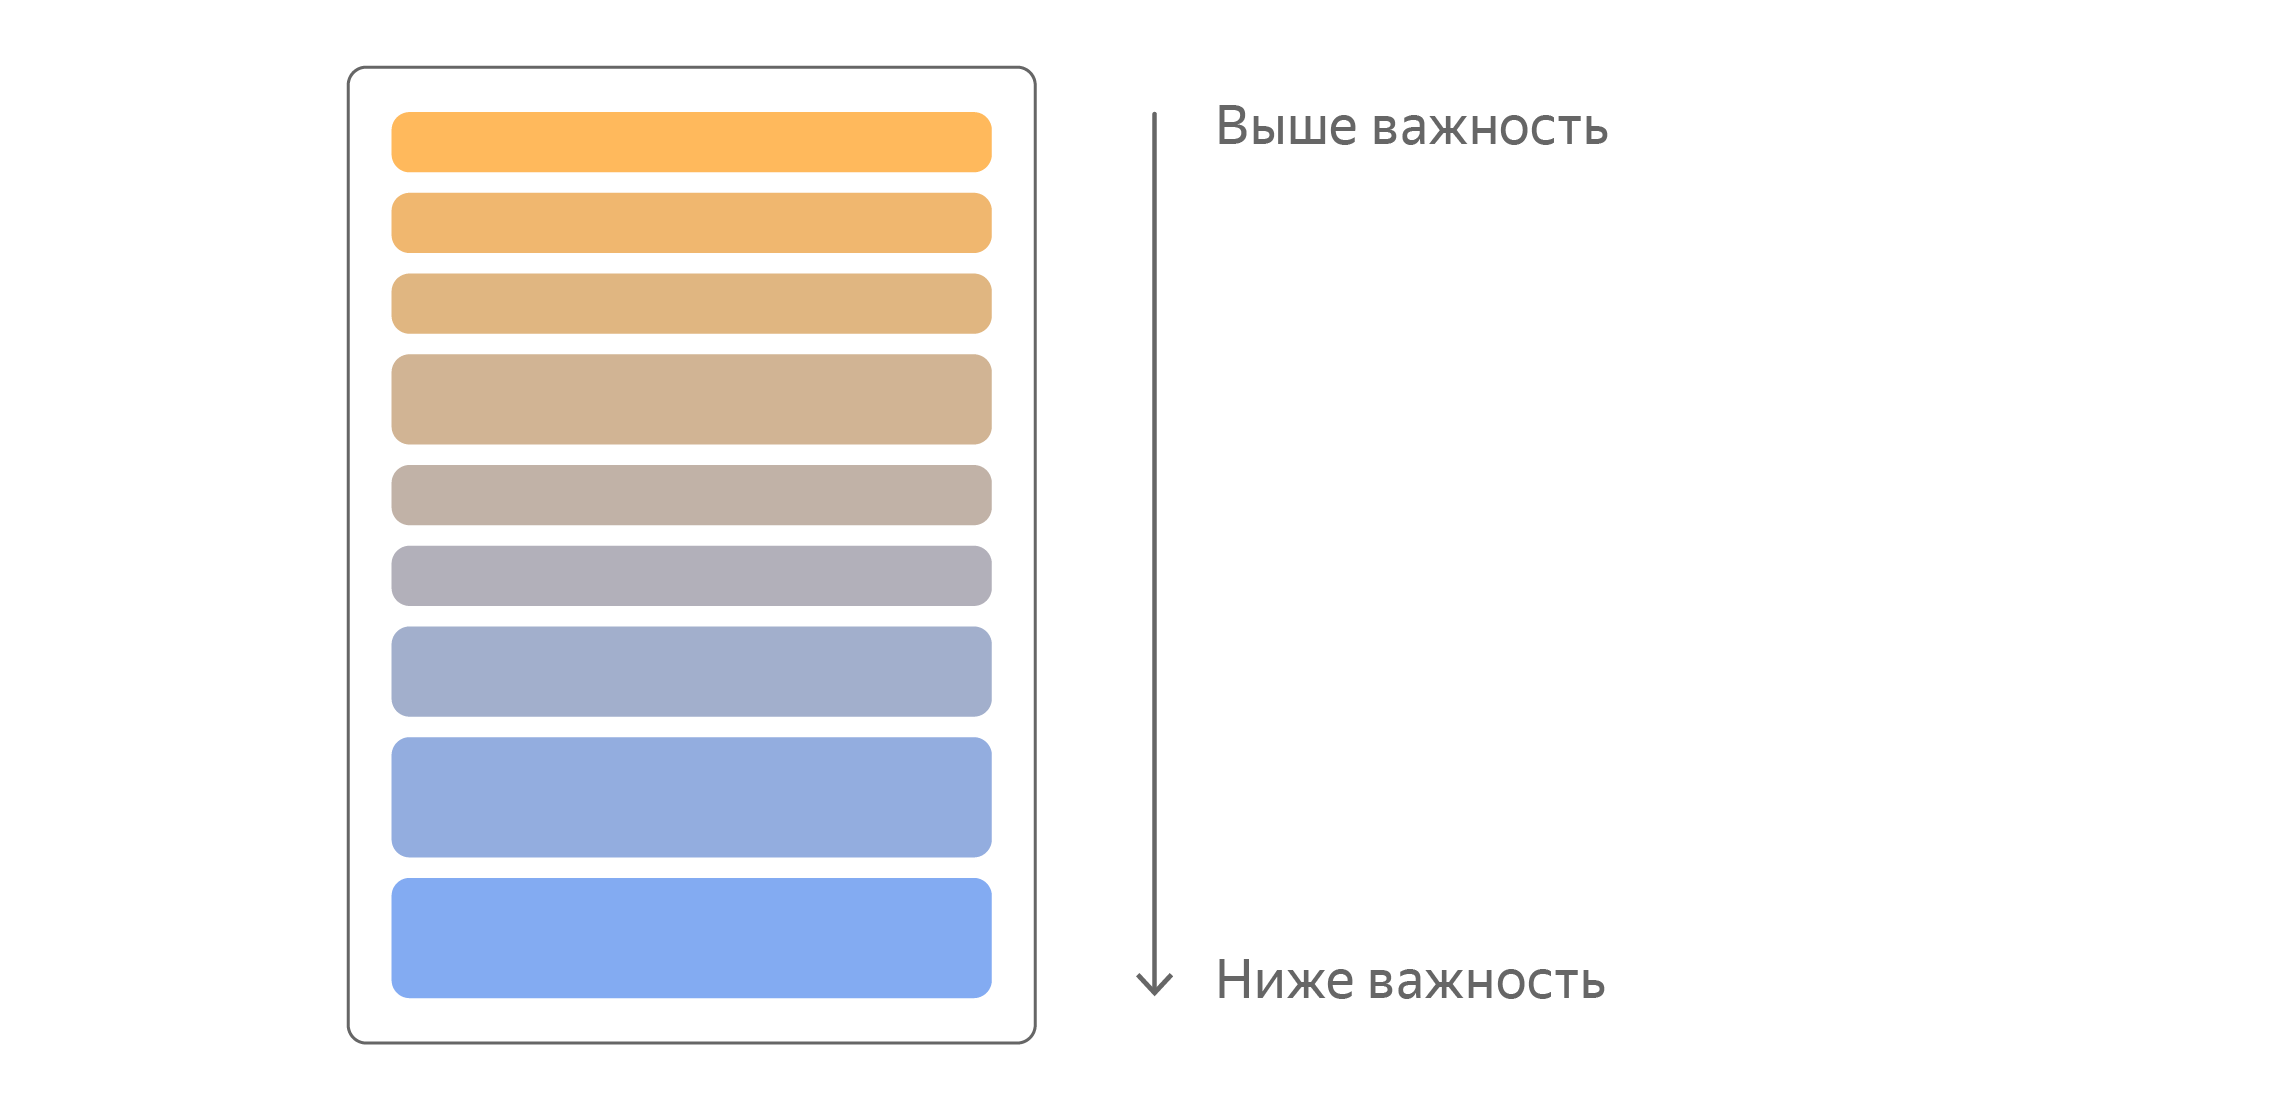 Выше важность
Ниже важность